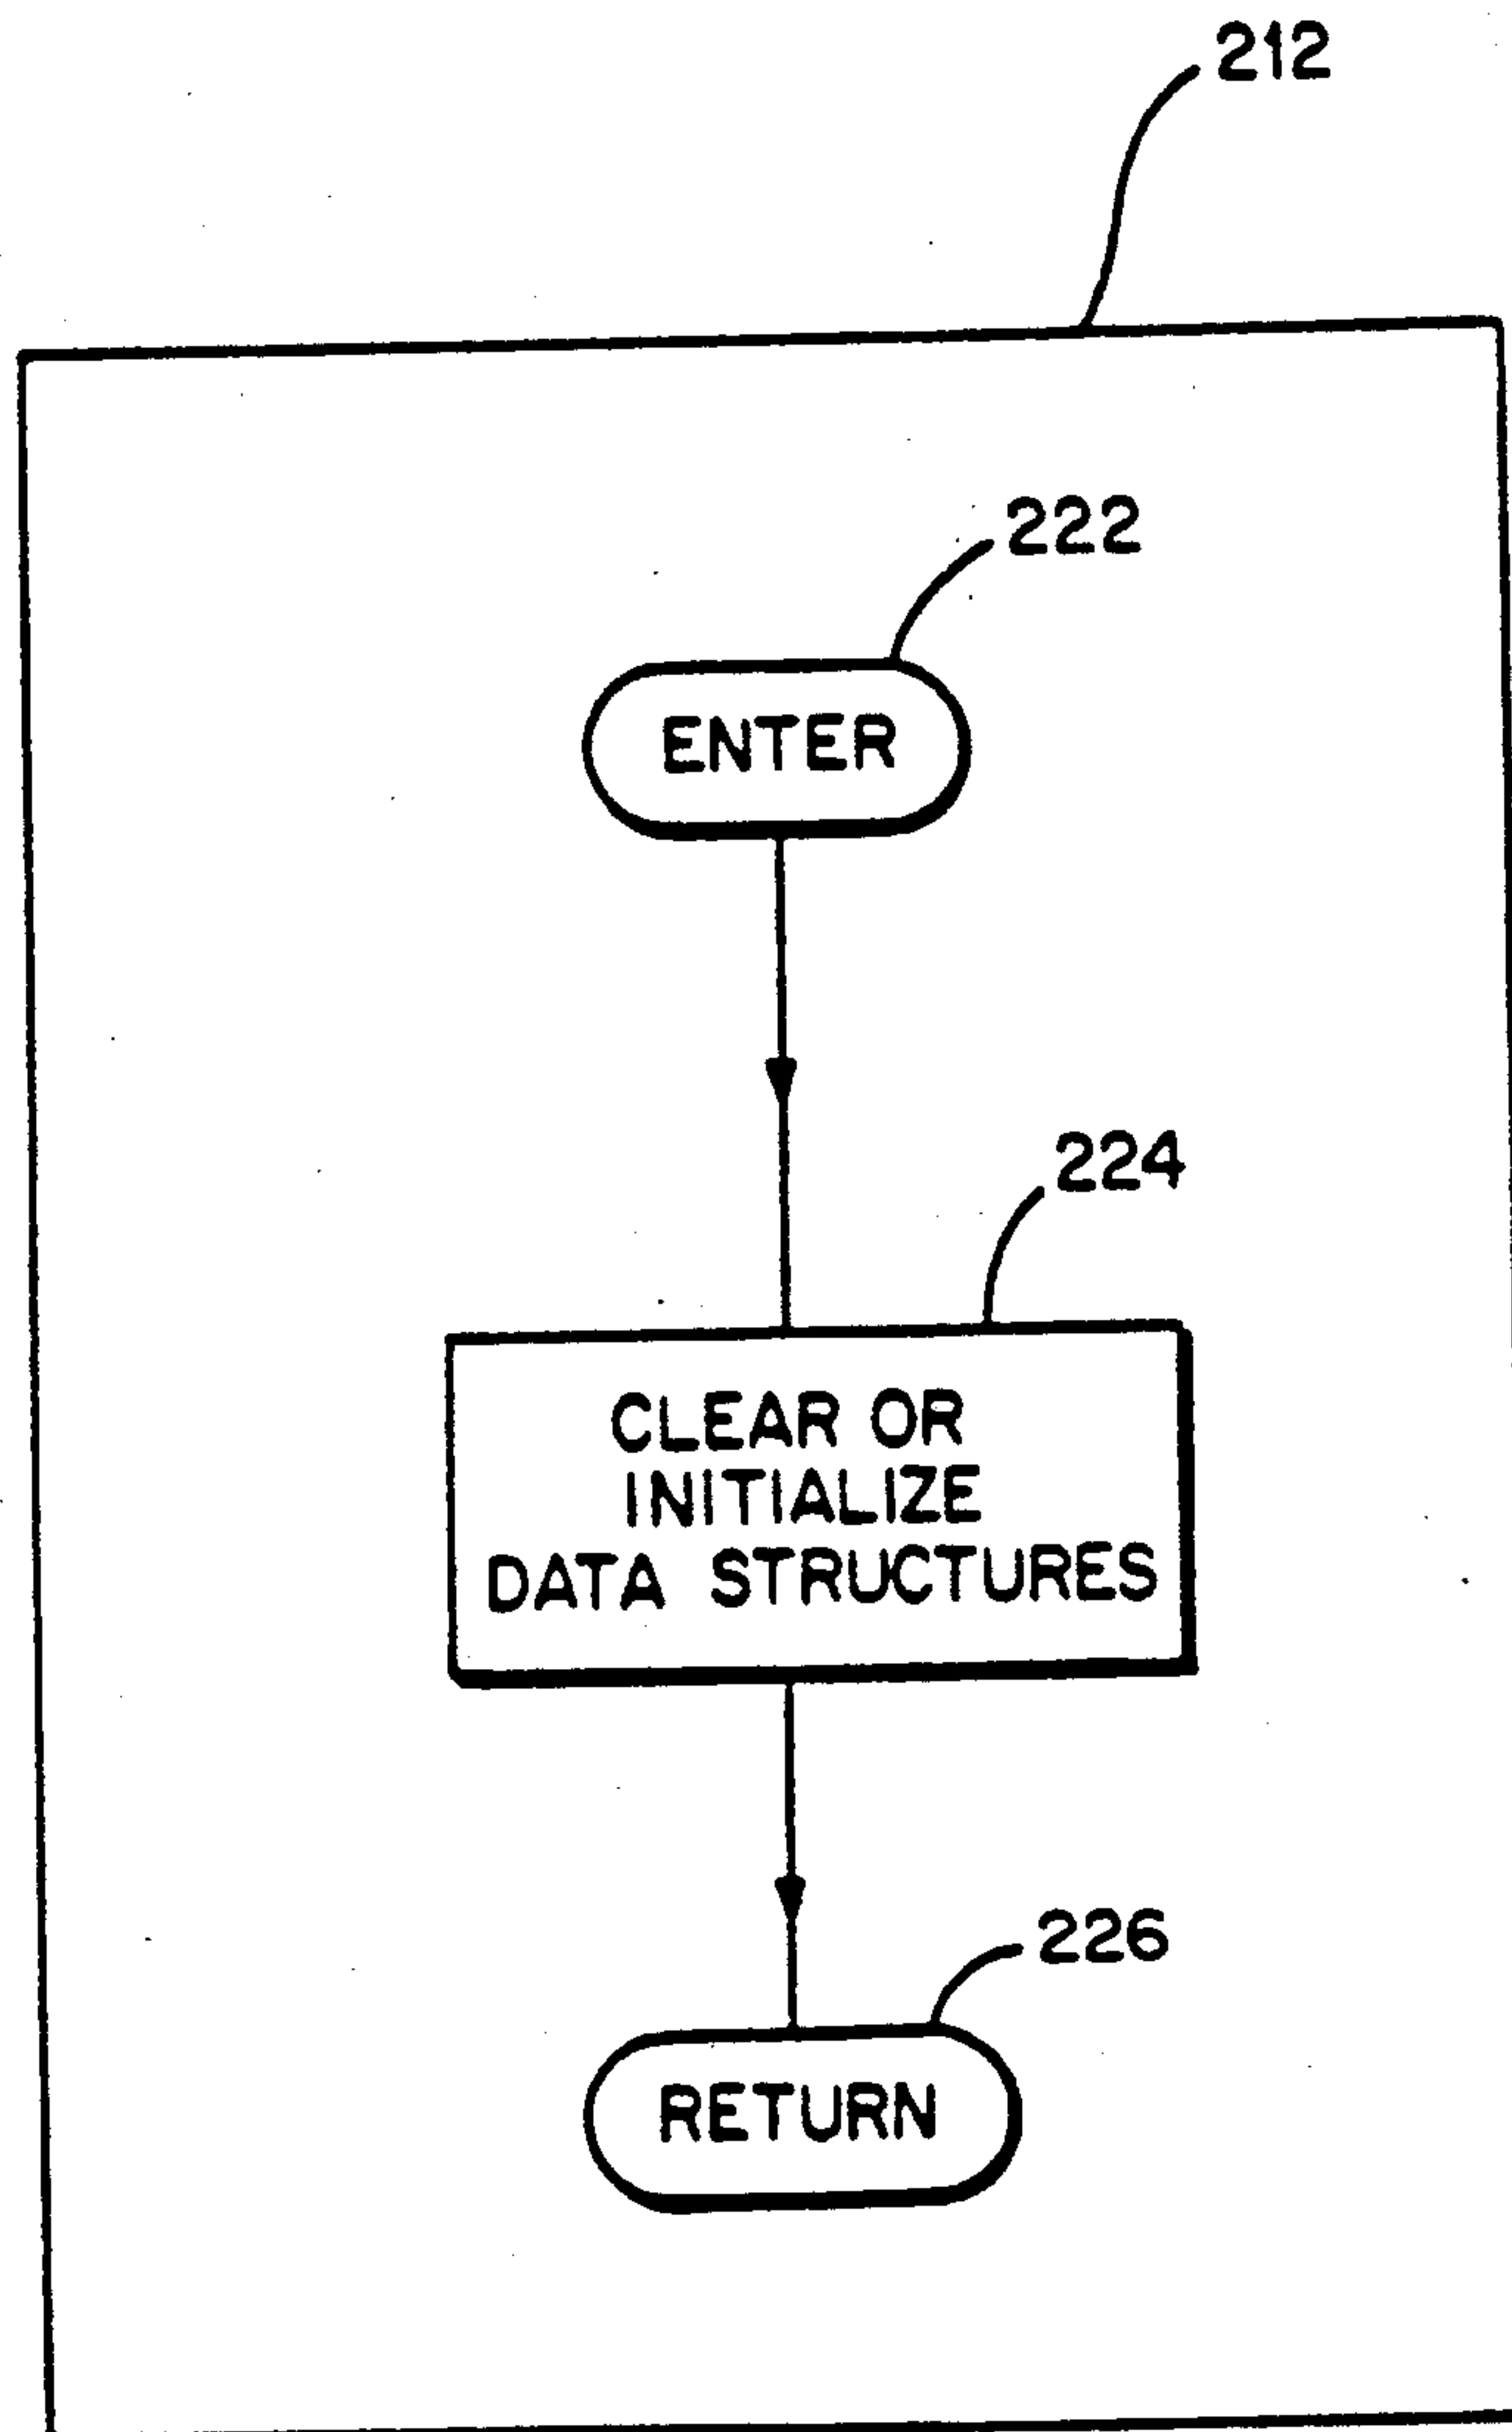 212
222
ENTER
224
CLEAR OR
INITIALIZE
DATA STRUCTURES
226
RETURN